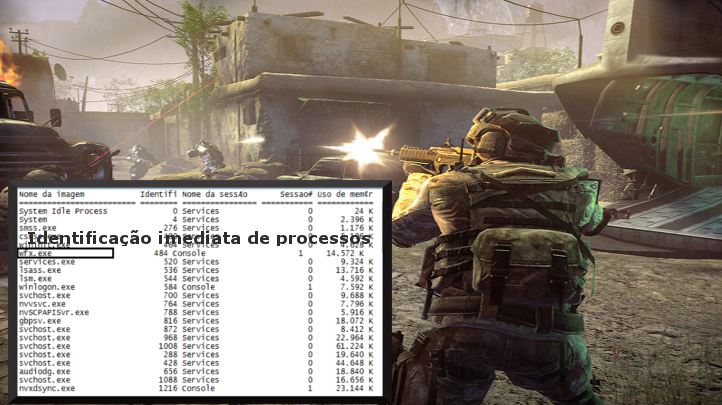 Nome da imagem Identifi Nome da sessão Sessao# Uso de memór
========================= ======== ================ =========== ============
System Idle Process 0 Services 0 24 K
System 4 Services 0 2.396 K
smss.exe 276 Services 0 1.176 K
Identificação imediata de processos
wfx.exe 484 Console 1 14.572 K
services.exe 520 Services 0 9.324 K
lsass.exe 536 Services 0 13.716 K
lsm.exe 544 Services 0 4.592 K
winlogon.exe 584 Console 1 7.592 K
svchost.exe 700 Services 0 9.688 K
nvvsvc.exe 764 Services 0 7.796 K
nvSCPAPISvr.exe 788 Services 0 5.916 K
gbpsv.exe 816 Services 0 18.072 K
svchost.exe 872 Services 0 8.412 K
svchost.exe 968 Services 0 22.964 K
svchost.exe 1008 Services 0 61.224 K
svchost.exe 288 Services 0 19.640 K
svchost.exe 428 Services 0 44.648 K
audiodg.exe 656 Services 0 18.840 K
svchost.exe 1088 Services 0 16.656 K
nvxdsync.exe 1216 Console 1 23.144 K